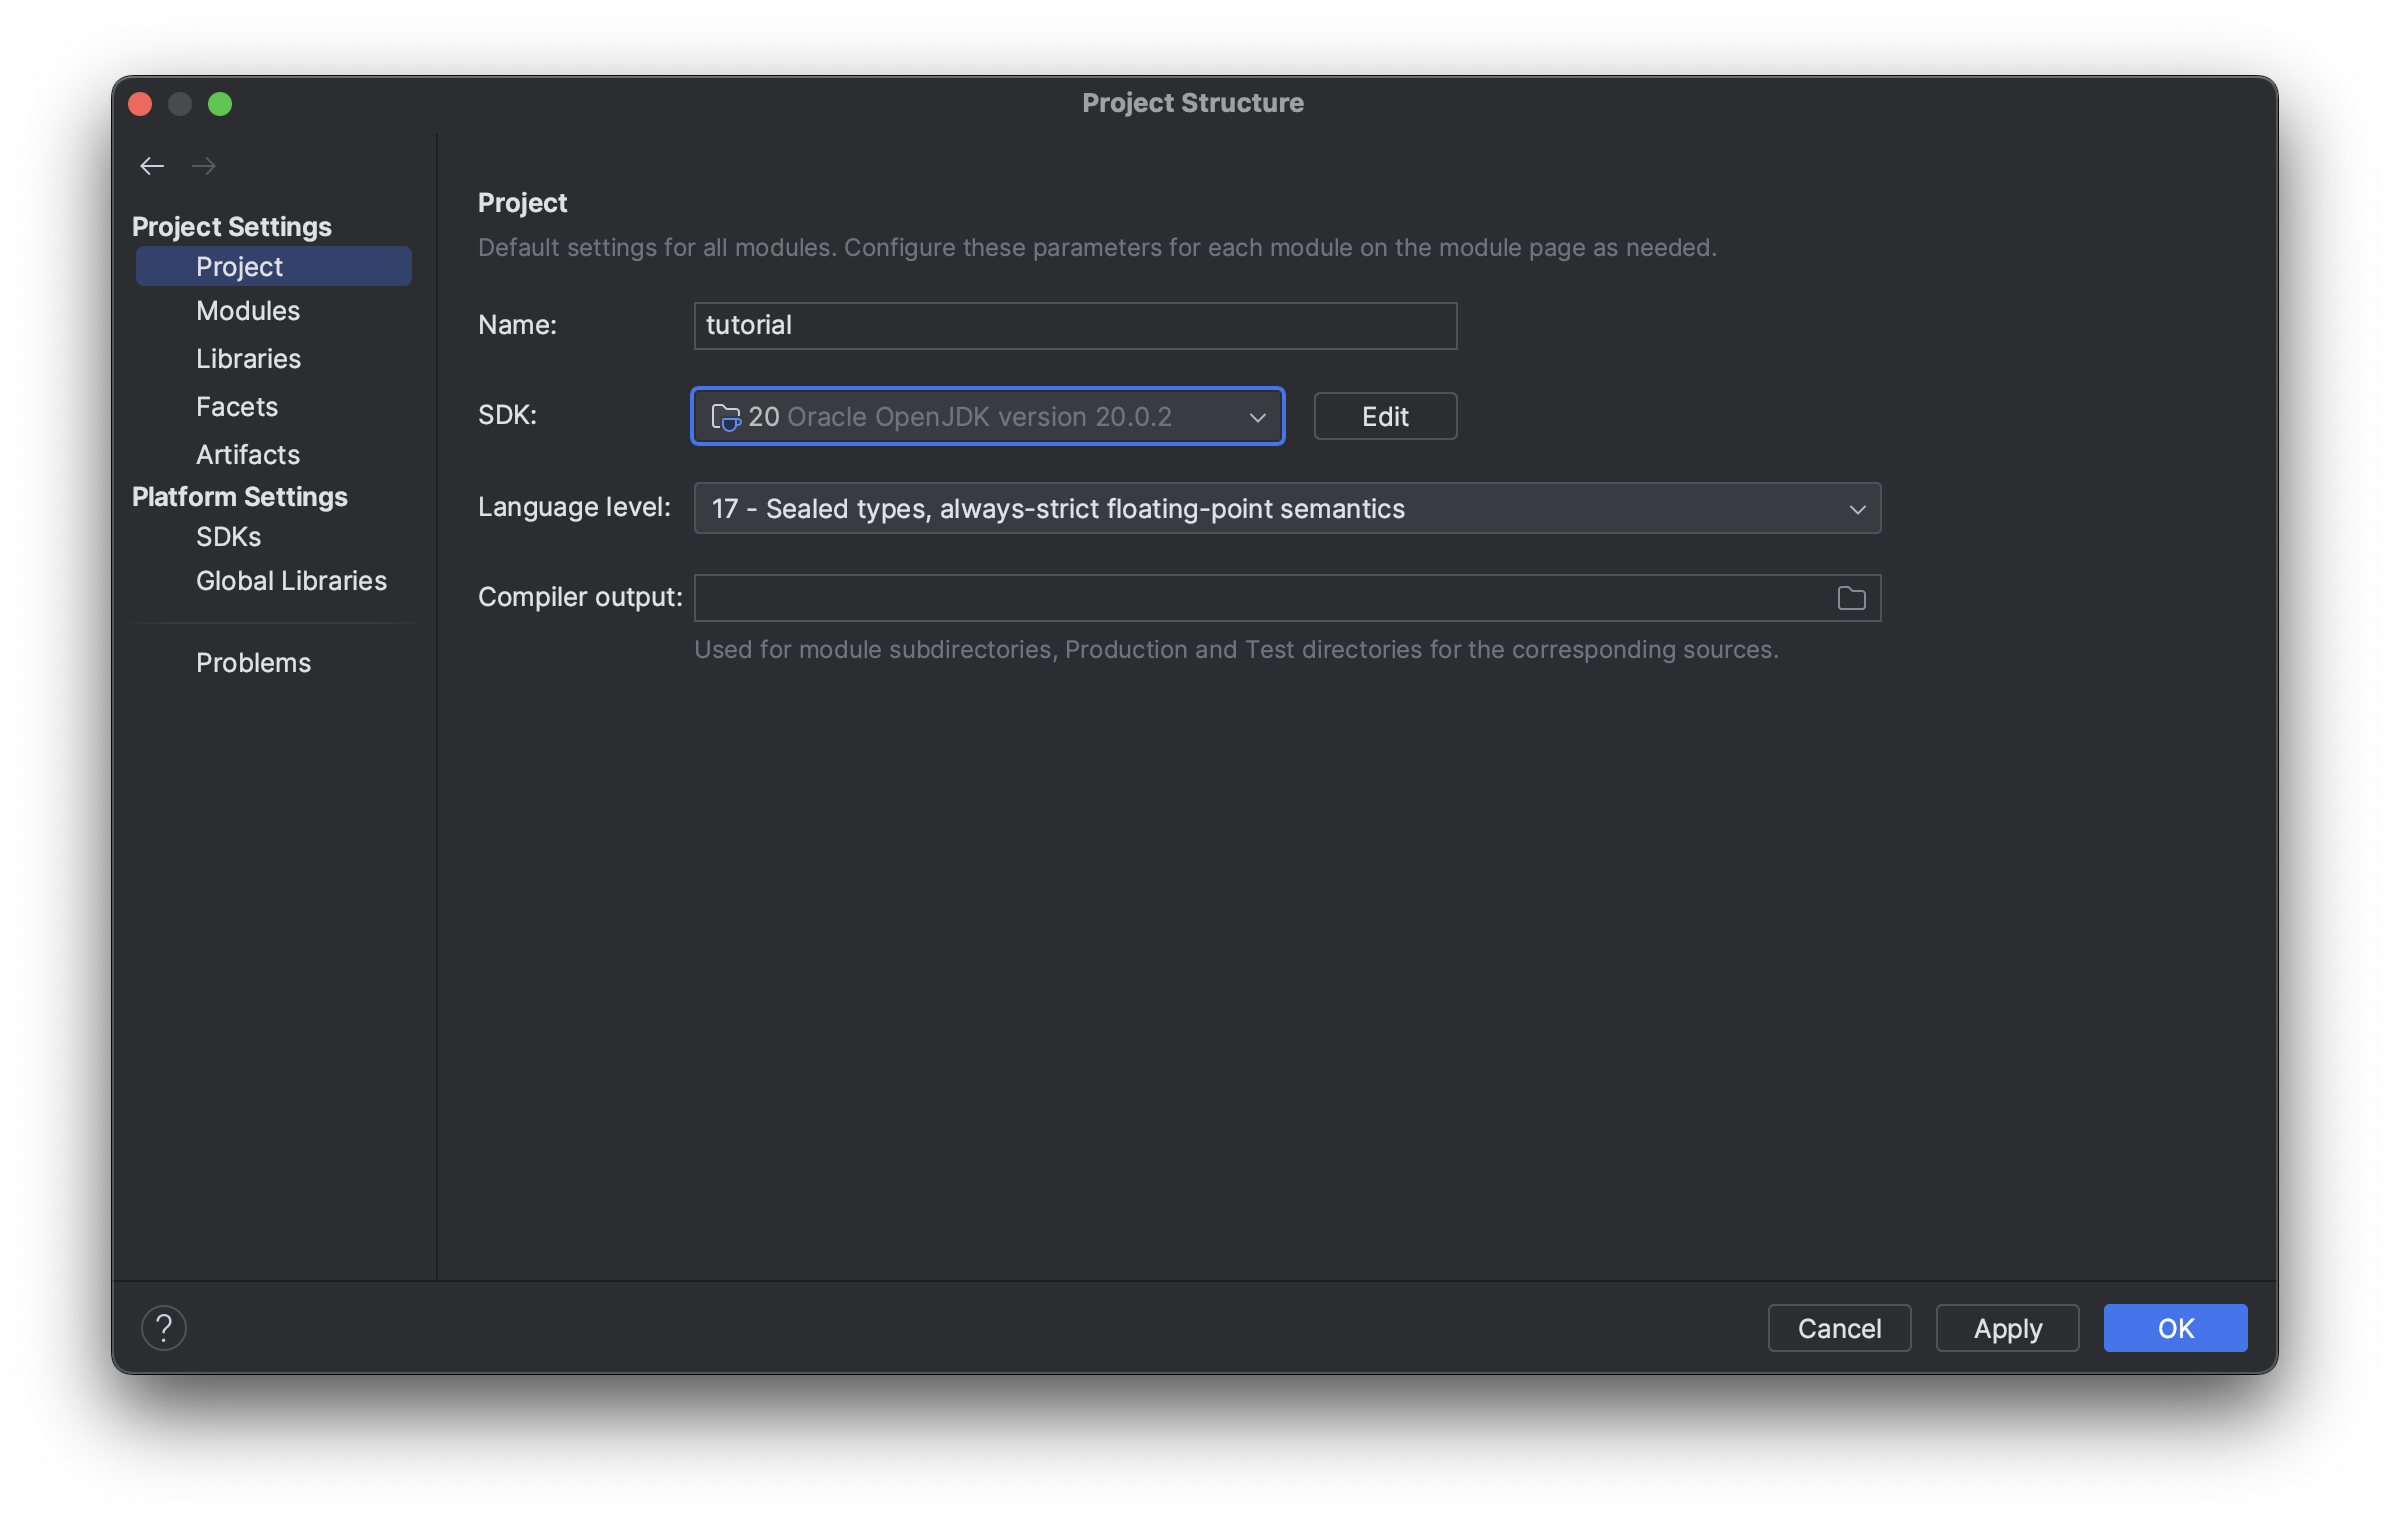 Project Structure
Project Settings
Project
Modules
Libraries
Facets
Artifacts
Platform Settings
SDKs
Global Libraries
Problems
Project
Default settings for all modules. Configure these parameters for each module on the module page as needed.
Name: tutorial
SDK: 20 Oracle OpenJDK version 20.0.2 Edit
Language level: 17 - Sealed types, always-strict floating-point semantics
Compiler output:
Used for module subdirectories, Production and Test directories for the corresponding sources.
? Cancel Apply OK